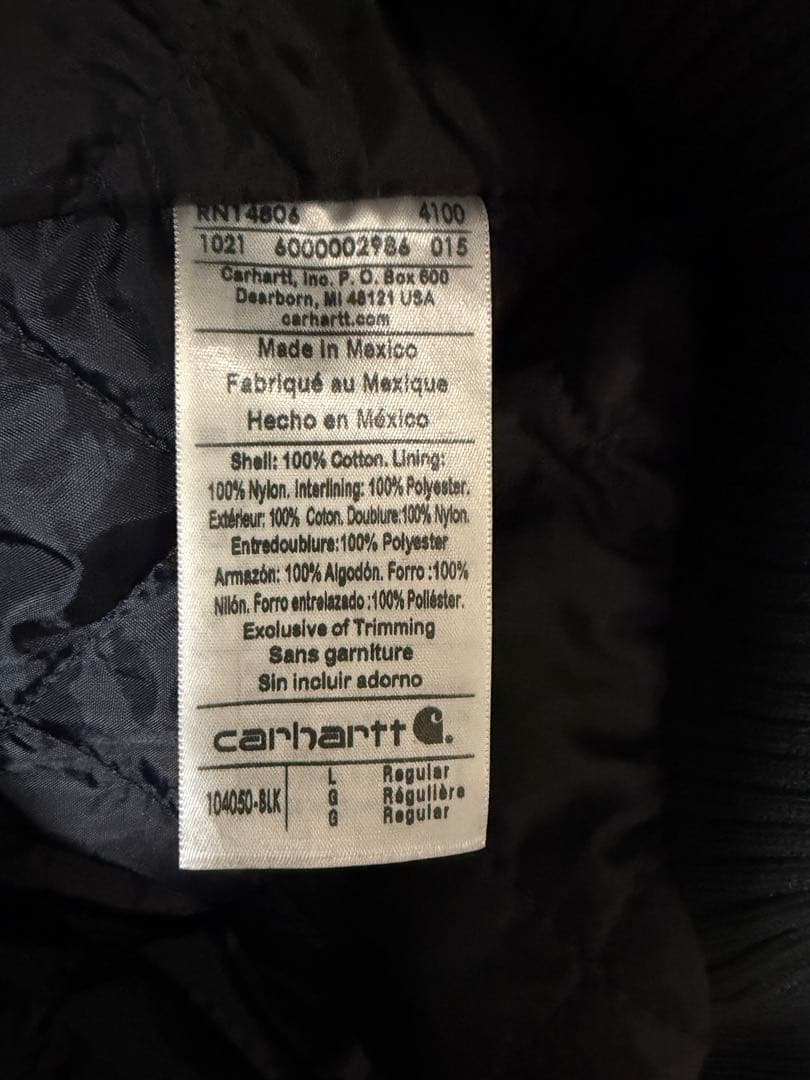 RN14806 4100
1021 6000002986 015
Carhartt, Inc. P. O. Box 600
Dearborn, MI 48121 USA
carhartt.com
Made in Mexico
Fabriqué au Mexique
Hecho en México
Shell: 100% Cotton. Lining:
100% Nylon. Interlining: 100% Polyester.
Extérieur: 100% Coton. Doublure:100% Nylon.
Entredoublure:100% Polyester
Armazón: 100% Algodón. Forro :100%
Nilón. Forro entrelazado :100% Poliéster.
Exclusive of Trimming
Sans garniture
Sin incluir adorno
carhartt
104050-BLK L Regular
G Régulière
G Regular